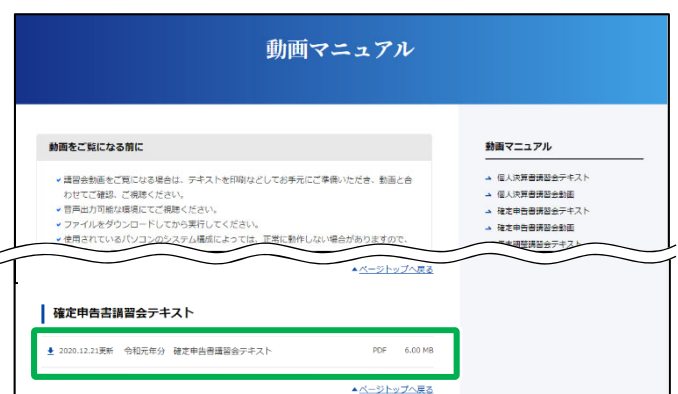 動画マニュアル
動画をご覧になる前に
講習会動画をご覧になる場合は、テキストを印刷などしてお手元にご準備いただき、動画と合
わせてご確認、ご視聴ください。
音声出力可能な環境にてご視聴ください。
ファイルをダウンロードしてから実行してください。
使用されているパソコンのシステム構成によっては、正常に動作しない場合がありますので、
▲ページトップへ戻る
確定申告書講習会テキスト
2020.12.21更新 令和元年分 確定申告書講習会テキスト PDF 6.00 MB
▲ページトップへ戻る
動画マニュアル
個人決算書講習会テキスト
個人決算書講習会動画
確定申告書講習会テキスト
確定申告書講習会動画
年末調整講習会テキスト